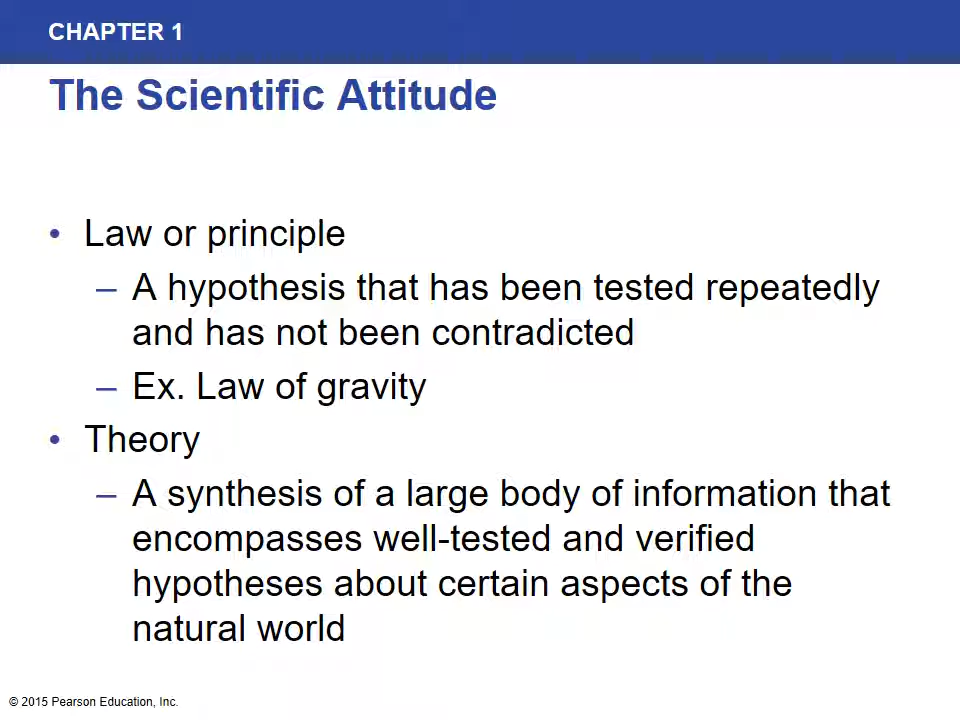 CHAPTER 1
The Scientific Attitude
• Law or principle
– A hypothesis that has been tested repeatedly
and has not been contradicted
– Ex. Law of gravity
• Theory
– A synthesis of a large body of information that
encompasses well-tested and verified
hypotheses about certain aspects of the
natural world
© 2015 Pearson Education, Inc.